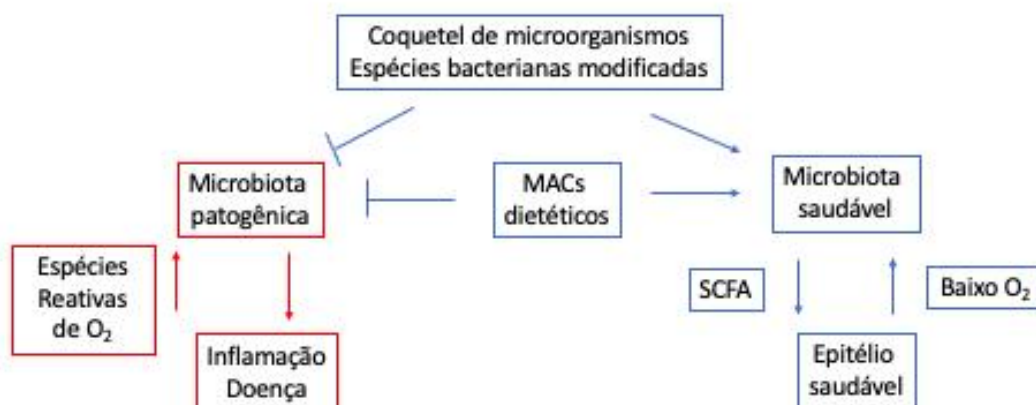 Coquetel de microorganismos
Espécies bacterianas modificadas
Microbiota
patogênica
MACs
dietéticos
Microbiota
saudável
Espécies
Reativas
de O₂
SCFA
Baixo O₂
Inflamação
Doença
Epitélio
saudável